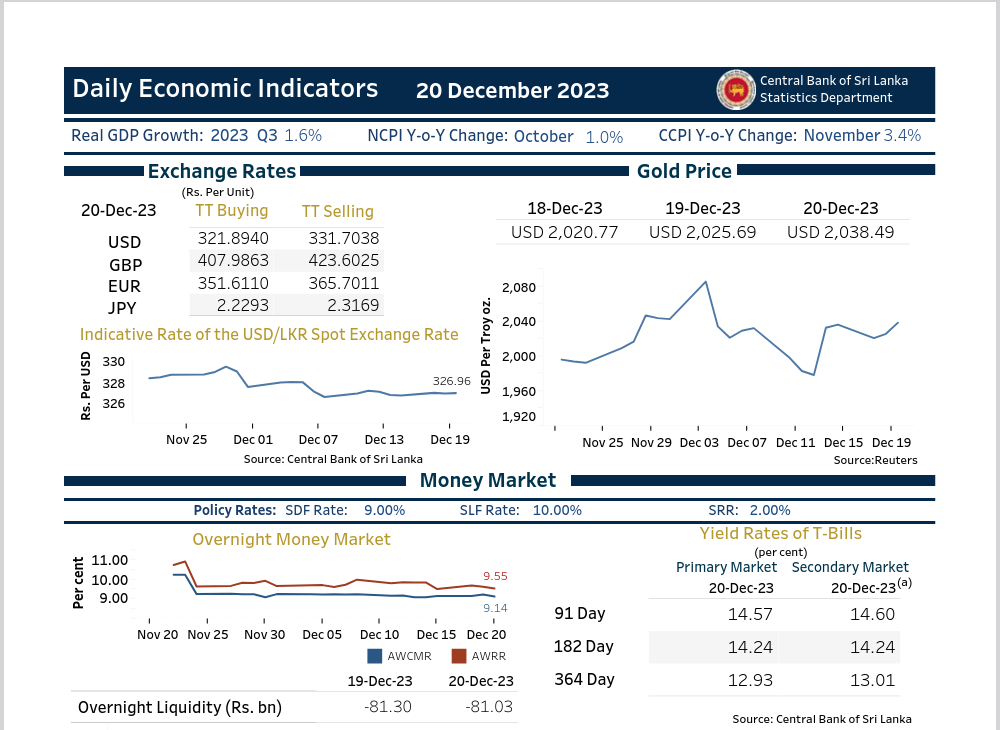 Daily Economic Indicators 20 December 2023
Central Bank of Sri Lanka
Statistics Department
Real GDP Growth: 2023 Q3 1.6% NCPI Y-o-Y Change: October 1.0% CCPI Y-o-Y Change: November 3.4%
Exchange Rates
(Rs. Per Unit)
20-Dec-23 TT Buying TT Selling
USD 321.8940 331.7038
GBP 407.9863 423.6025
EUR 351.6110 365.7011
JPY 2.2293 2.3169
Indicative Rate of the USD/LKR Spot Exchange Rate
Rs. Per USD
330
328
326
326.96
Nov 25 Dec 01 Dec 07 Dec 13 Dec 19
Source: Central Bank of Sri Lanka
Gold Price
18-Dec-23 19-Dec-23 20-Dec-23
USD 2,020.77 USD 2,025.69 USD 2,038.49
USD Per Troy oz.
2,080
2,040
2,000
1,960
1,920
Nov 25 Nov 29 Dec 03 Dec 07 Dec 11 Dec 15 Dec 19
Source:Reuters
Money Market
Policy Rates: SDF Rate: 9.00% SLF Rate: 10.00% SRR: 2.00%
Overnight Money Market
Per cent
11.00
10.00
9.00
9.55
9.14
Nov 20 Nov 25 Nov 30 Dec 05 Dec 10 Dec 15 Dec 20
AWCMR AWRR
19-Dec-23 20-Dec-23
Overnight Liquidity (Rs. bn) -81.30 -81.03
Yield Rates of T-Bills
(per cent)
Primary Market Secondary Market
20-Dec-23 20-Dec-23(a)
91 Day 14.57 14.60
182 Day 14.24 14.24
364 Day 12.93 13.01
Source: Central Bank of Sri Lanka